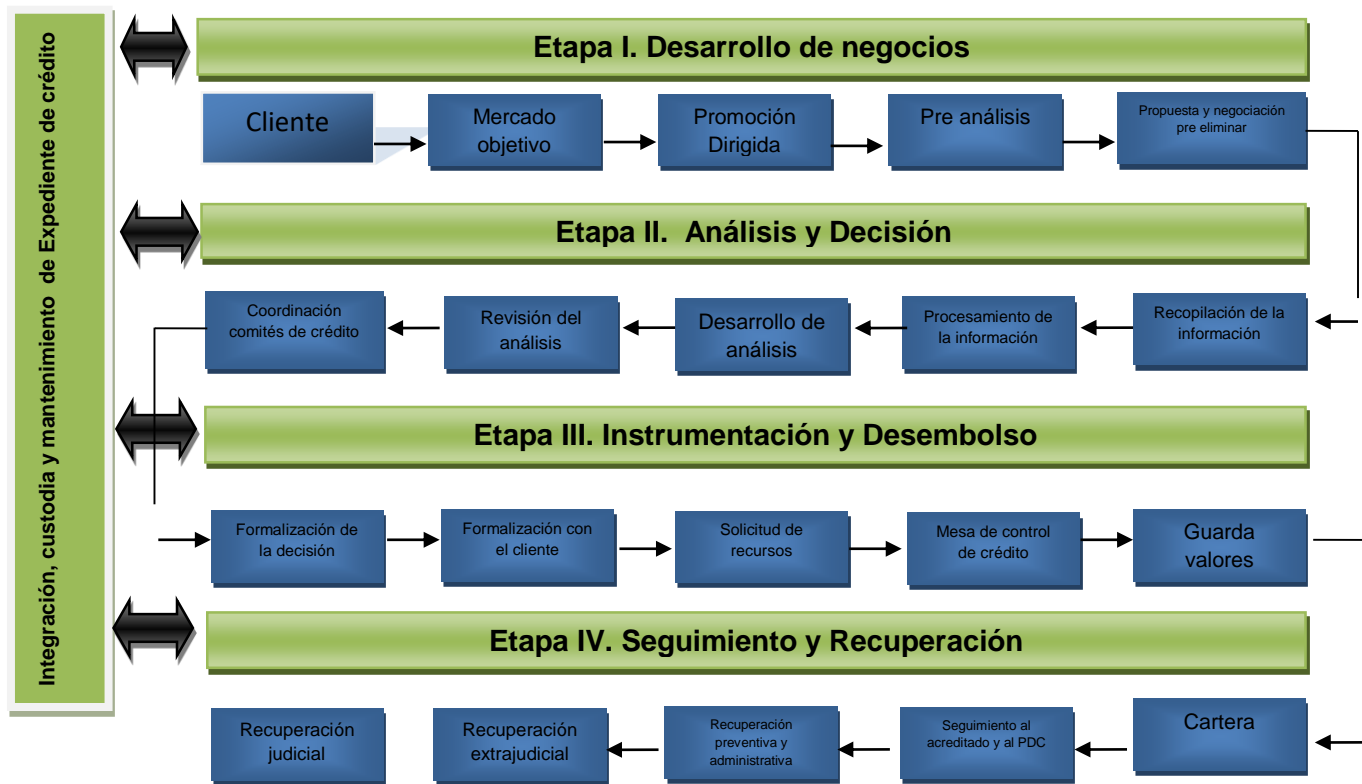 Integración, custodia y mantenimiento de Expediente de crédito
Etapa I. Desarrollo de negocios
Cliente
Mercado
objetivo
Promoción
Dirigida
Pre análisis
Propuesta y negociación
pre eliminar
Etapa II. Análisis y Decisión
Coordinación
comités de crédito
Revisión del
análisis
Desarrollo de
análisis
Procesamiento de
la información
Recopilación de la
información
Etapa III. Instrumentación y Desembolso
Formalización de
la decisión
Formalización con
el cliente
Solicitud de
recursos
Mesa de control
de crédito
Guarda
valores
Etapa IV. Seguimiento y Recuperación
Recuperación
judicial
Recuperación
extrajudicial
Recuperación
preventiva y
administrativa
Seguimiento al
acreditado y al PDC
Cartera